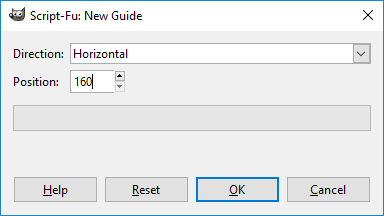 Script-Fu: New Guide
Direction: Horizontal
Position: 160
Help Reset OK Cancel